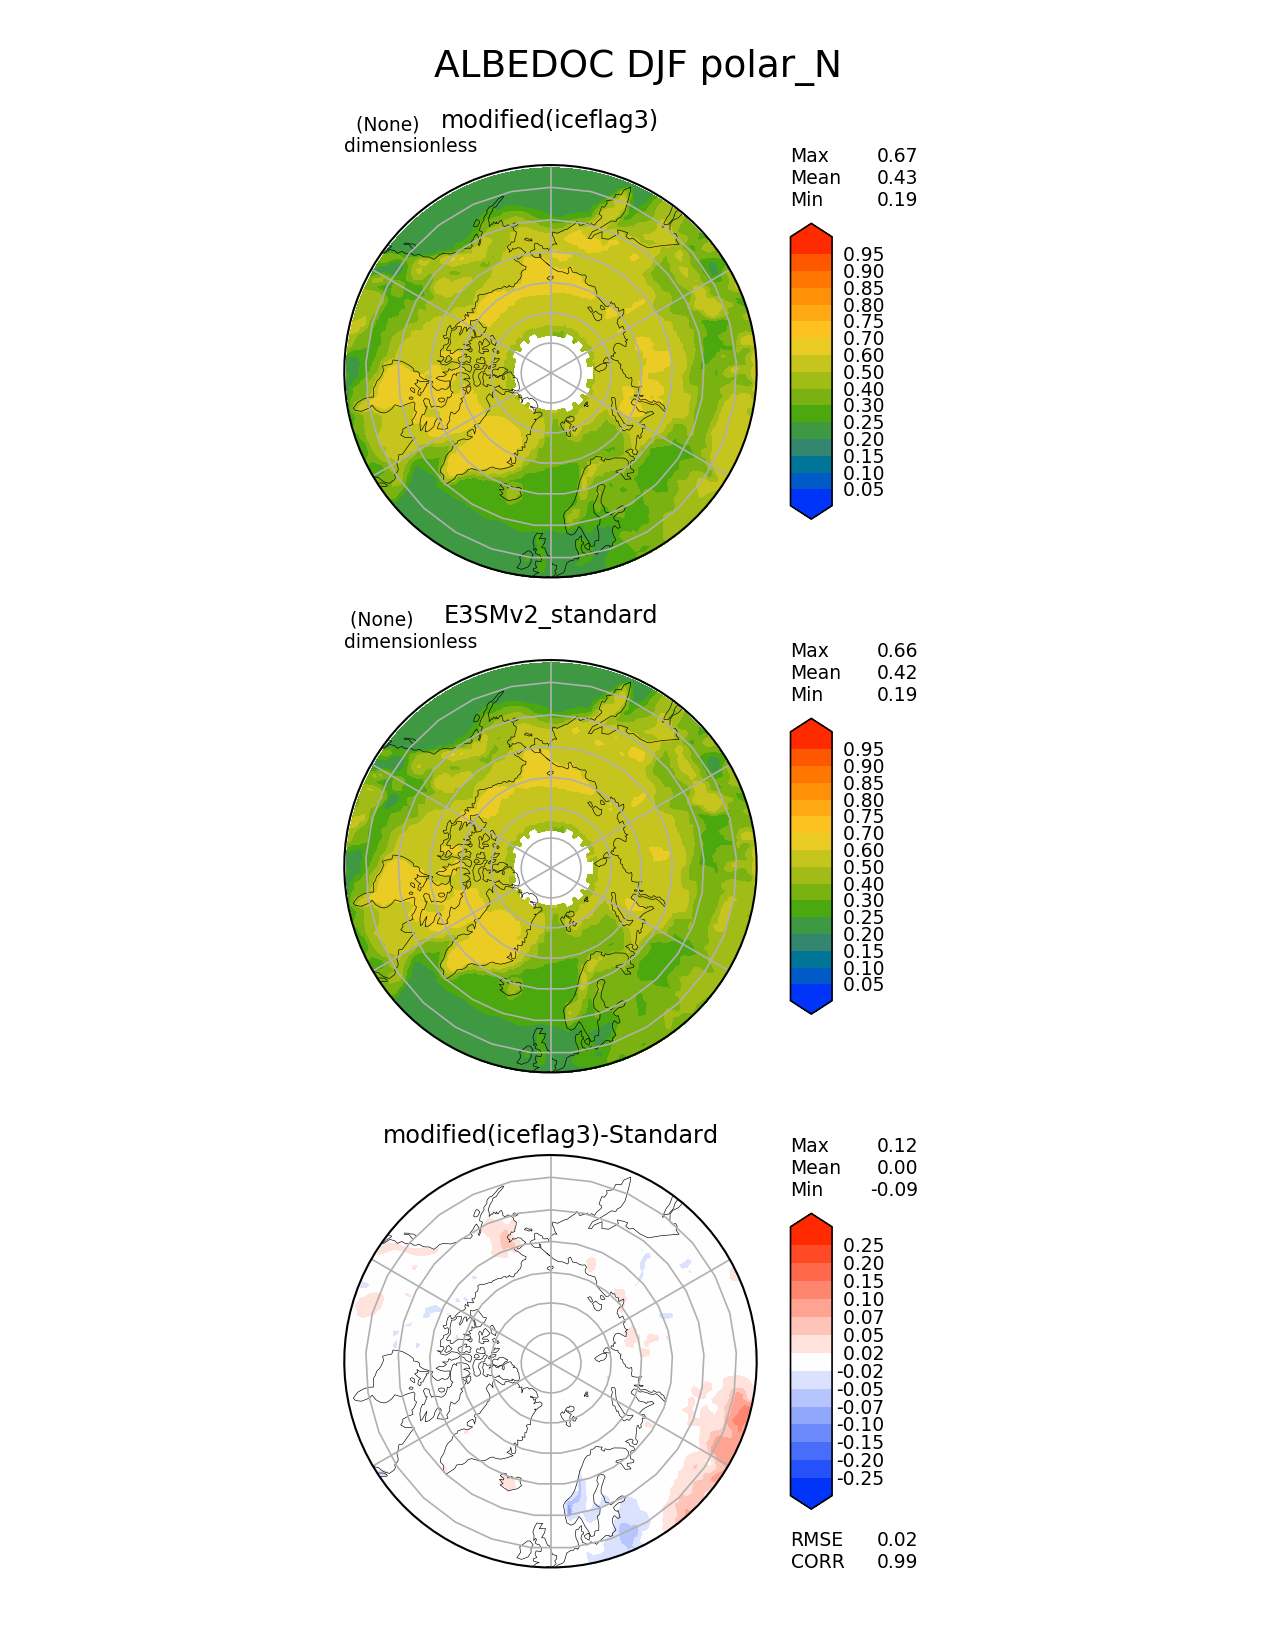 ALBEDOC DJF polar_N
(None) modified(iceflag3)
dimensionless
Max 0.67
Mean 0.43
Min 0.19
0.95
0.90
0.85
0.80
0.75
0.70
0.60
0.50
0.40
0.30
0.25
0.20
0.15
0.10
0.05
(None) E3SMv2_standard
dimensionless
Max 0.66
Mean 0.42
Min 0.19
0.95
0.90
0.85
0.80
0.75
0.70
0.60
0.50
0.40
0.30
0.25
0.20
0.15
0.10
0.05
modified(iceflag3)-Standard
Max 0.12
Mean 0.00
Min -0.09
0.25
0.20
0.15
0.10
0.07
0.05
0.02
-0.02
-0.05
-0.07
-0.10
-0.15
-0.20
-0.25
RMSE 0.02
CORR 0.99